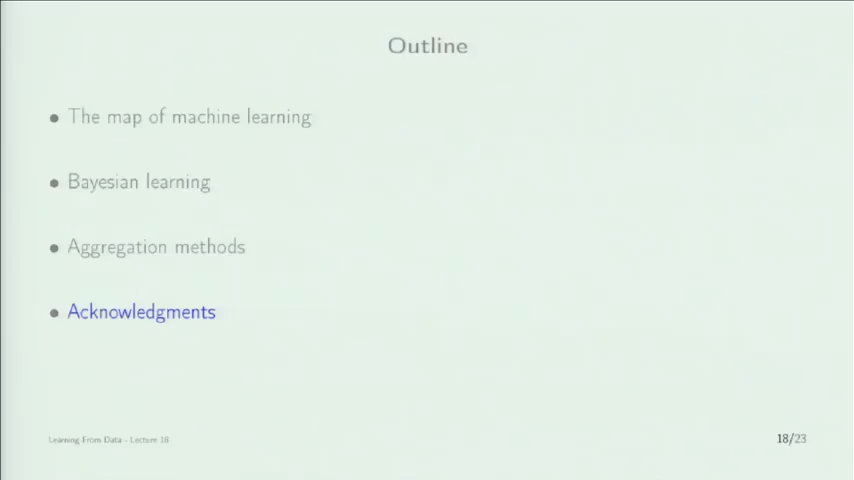 Outline
• The map of machine learning
• Bayesian learning
• Aggregation methods
• Acknowledgments
Learning From Data - Lecture 18
18/23